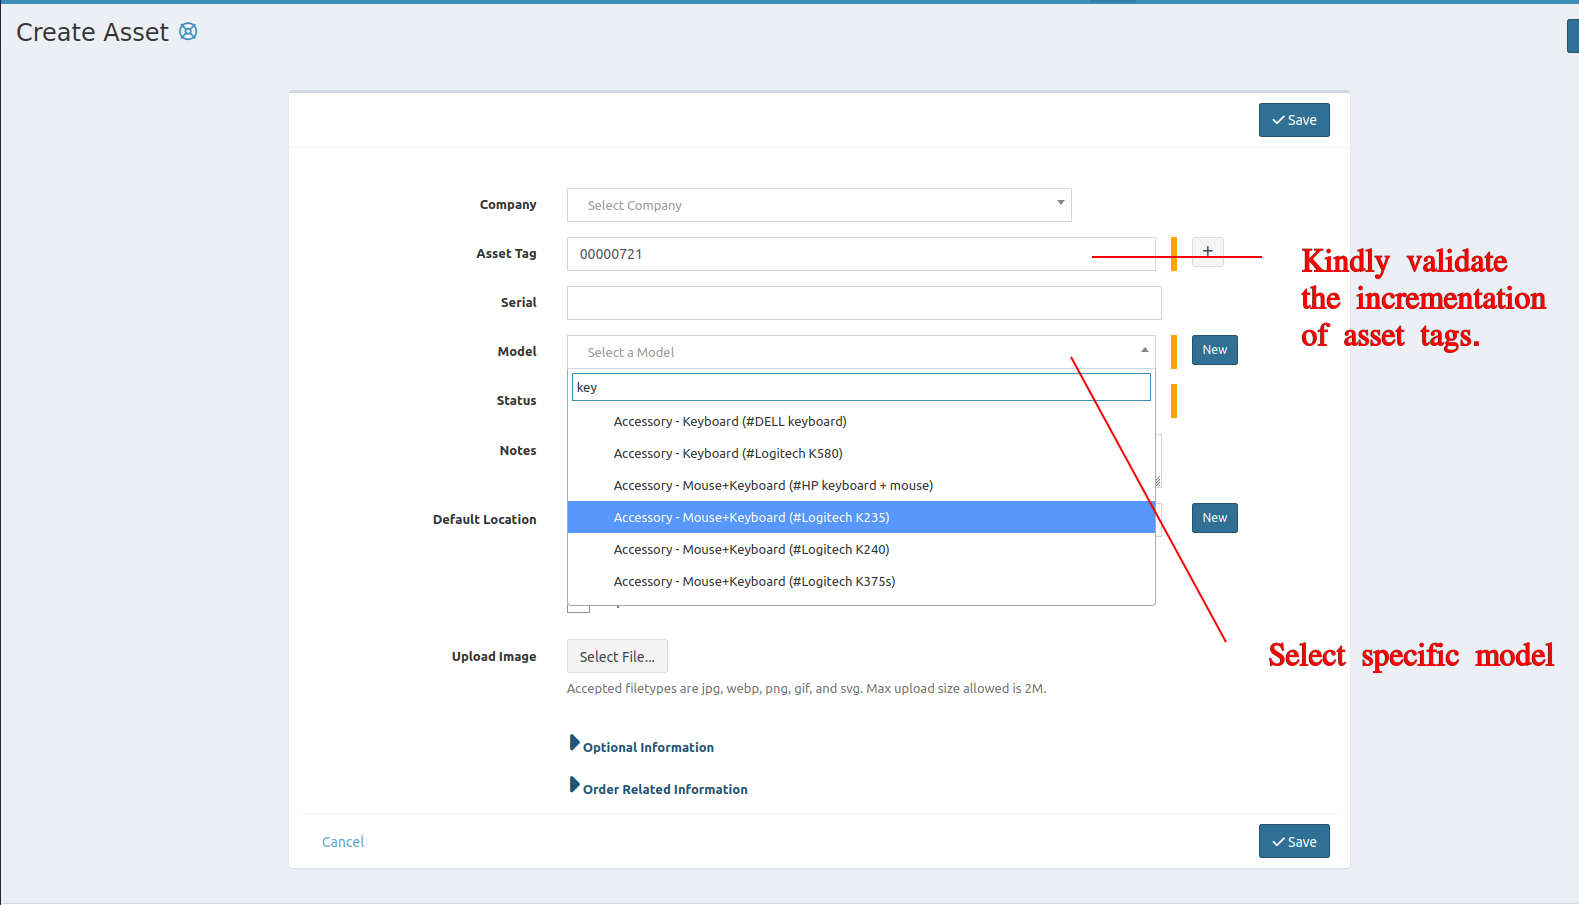 Create Asset
Save
Company
Select Company
Asset Tag
00000721
+
Kindly validate
the incrementation
of asset tags.
Serial
Model
Select a Model
New
key
Status
Accessory - Keyboard (#DELL keyboard)
Notes
Accessory - Keyboard (#Logitech K580)
Accessory - Mouse+Keyboard (#HP keyboard + mouse)
Default Location
Accessory - Mouse+Keyboard (#Logitech K235)
New
Accessory - Mouse+Keyboard (#Logitech K240)
Accessory - Mouse+Keyboard (#Logitech K375s)
Upload Image
Select File...
Select specific model
Accepted filetypes are jpg, webp, png, gif, and svg. Max upload size allowed is 2M.
Optional Information
Order Related Information
Cancel
Save